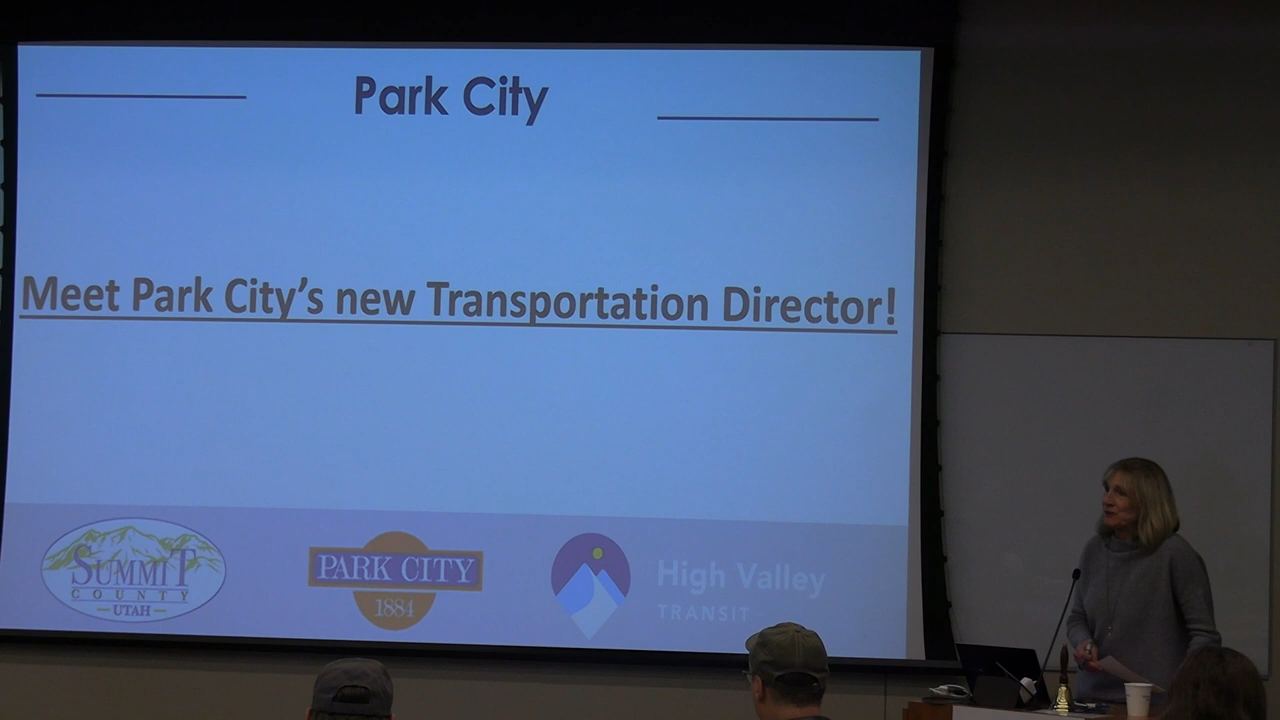 Park City
Meet Park City’s new Transportation Director!
SUMMIT
COUNTY
UTAH
PARK CITY
1884
High Valley
TRANSIT